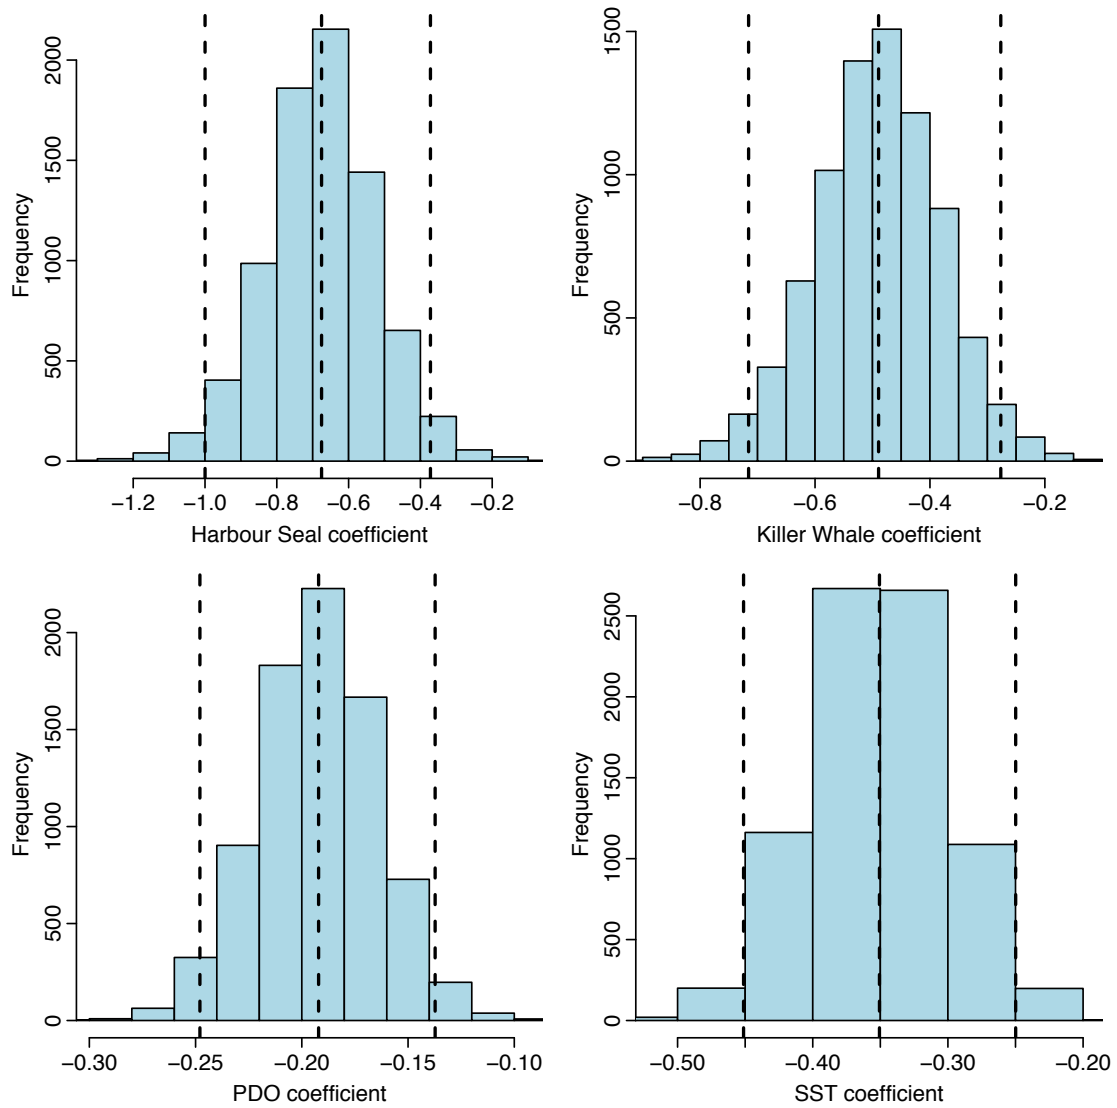 Frequency
0 500 1000 1500 2000
−1.2 −1.0 −0.8 −0.6 −0.4 −0.2
Harbour Seal coefficient
Frequency
0 500 1000 1500
−0.8 −0.6 −0.4 −0.2
Killer Whale coefficient
Frequency
0 500 1000 1500 2000
−0.30 −0.25 −0.20 −0.15 −0.10
PDO coefficient
Frequency
0 500 1000 1500 2000 2500
−0.50 −0.40 −0.30 −0.20
SST coefficient